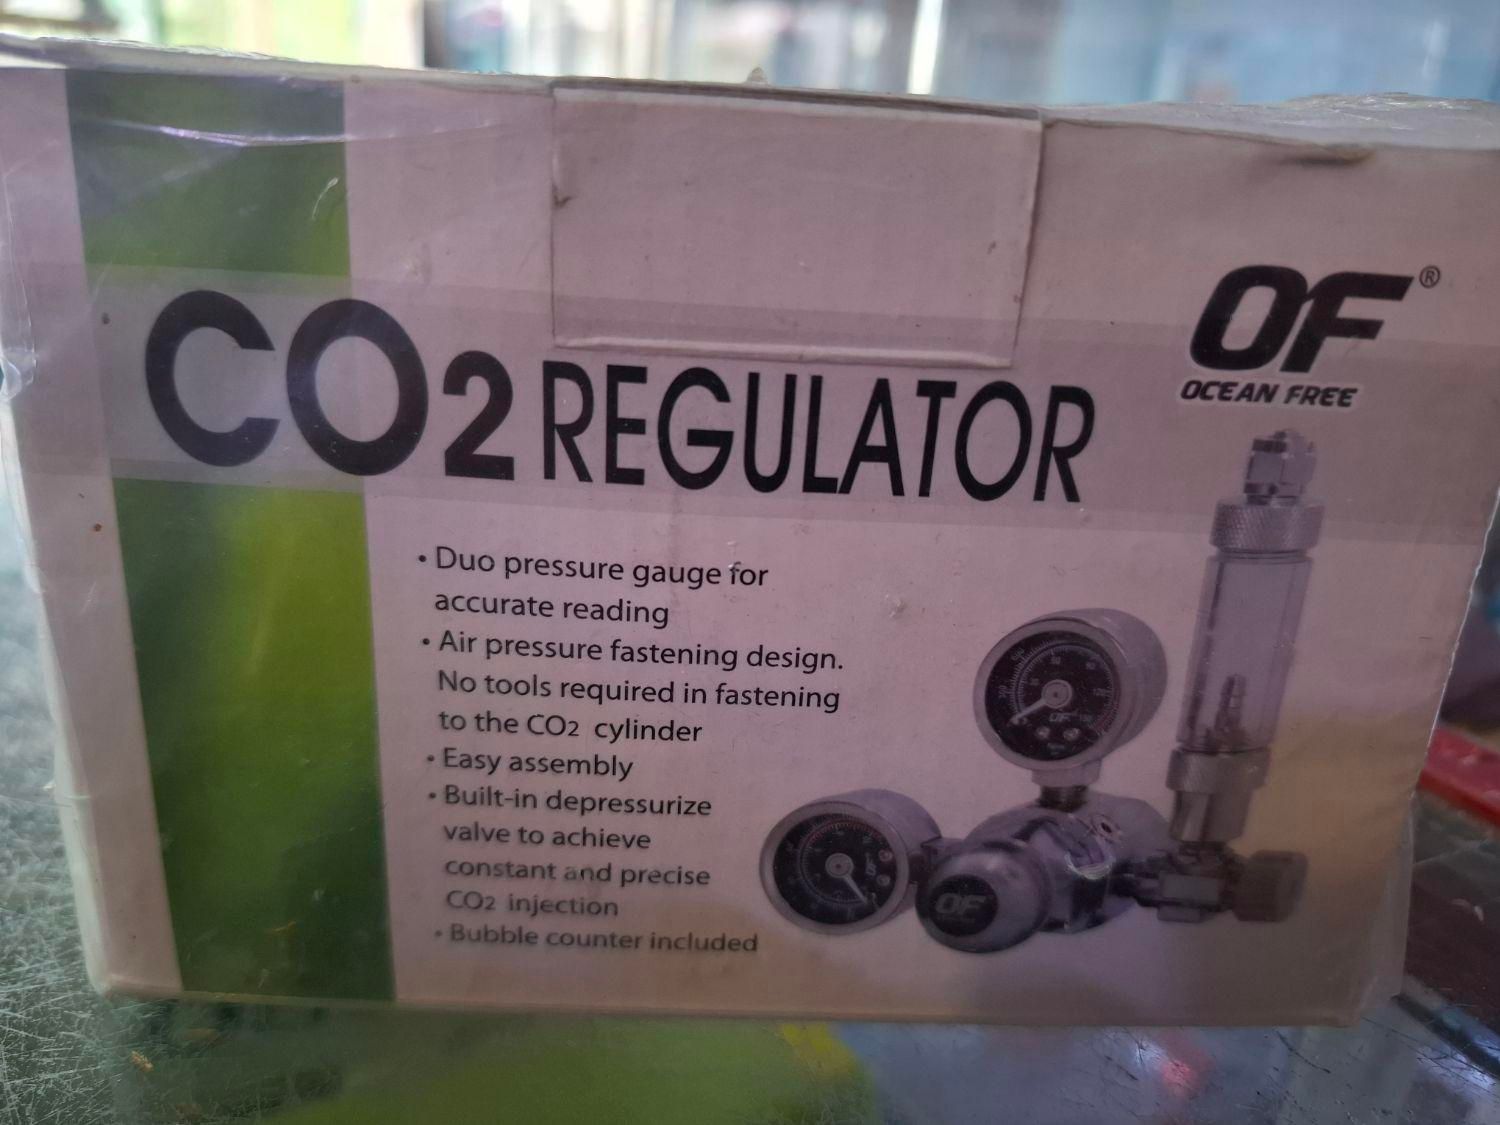 OF®
OCEAN FREE
CO2 REGULATOR
• Duo pressure gauge for
accurate reading
• Air pressure fastening design.
No tools required in fastening
to the CO2 cylinder
• Easy assembly
• Built-in depressurize
valve to achieve
constant and precise
CO2 injection
• Bubble counter included
OF
OF